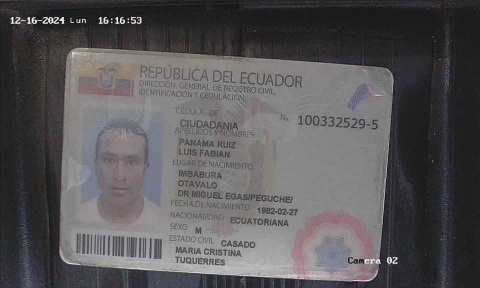 12-16-2024 Lun 16:16:53
REPÚBLICA DEL ECUADOR
DIRECCIÓN GENERAL DE REGISTRO CIVIL,
IDENTIFICACIÓN Y CEDULACIÓN
CÉDULA DE
No. 100332529-5
CIUDADANÍA
APELLIDOS Y NOMBRES
PANAMA RUIZ
LUIS FABIAN
LUGAR DE NACIMIENTO
IMBABURA
OTAVALO
DR MIGUEL EGAS/PEGUCHE/
FECHA DE NACIMIENTO 1982-02-27
NACIONALIDAD ECUATORIANA
SEXO M
ESTADO CIVIL CASADO
MARIA CRISTINA
TUQUERRES
Camera 02